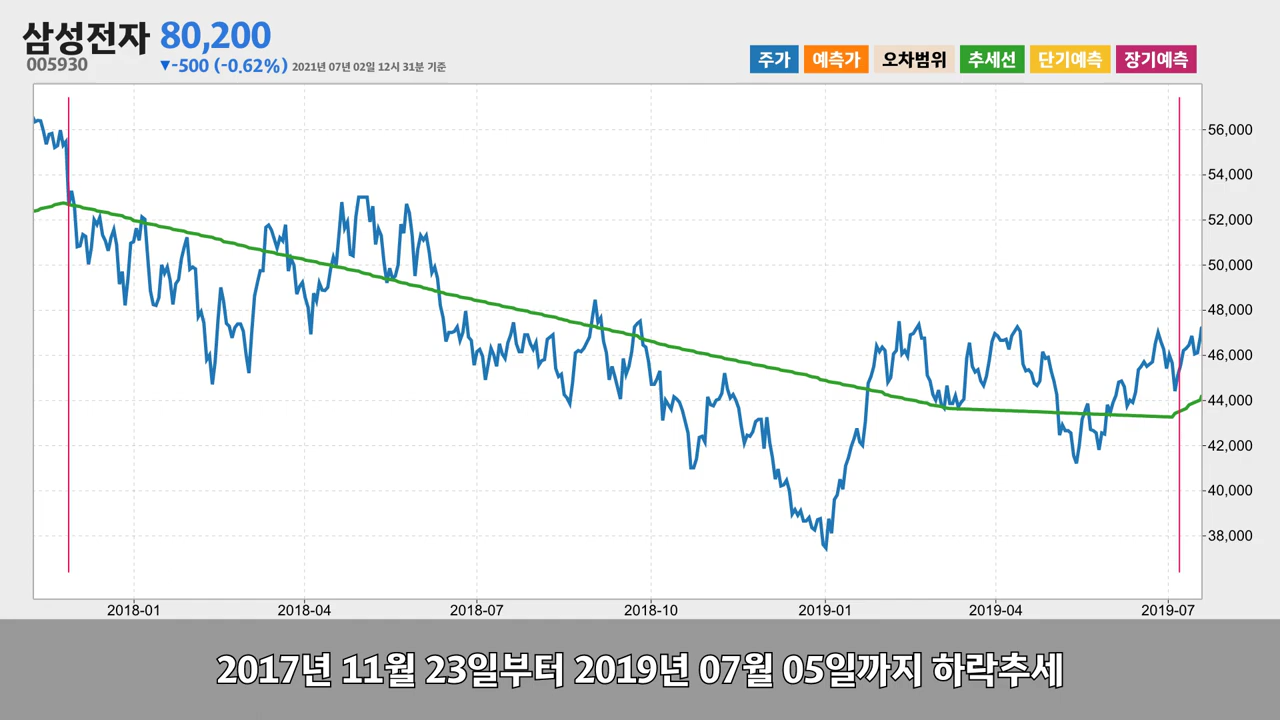 삼성전자 80,200
005930 ▼-500 (-0.62%) 2021년 07월 02일 12시 31분 기준
주가 예측가 오차범위 추세선 단기예측 장기예측
56,000
54,000
52,000
50,000
48,000
46,000
44,000
42,000
40,000
38,000
2018-01 2018-04 2018-07 2018-10 2019-01 2019-04 2019-07
2017년 11월 23일부터 2019년 07월 05일까지 하락추세